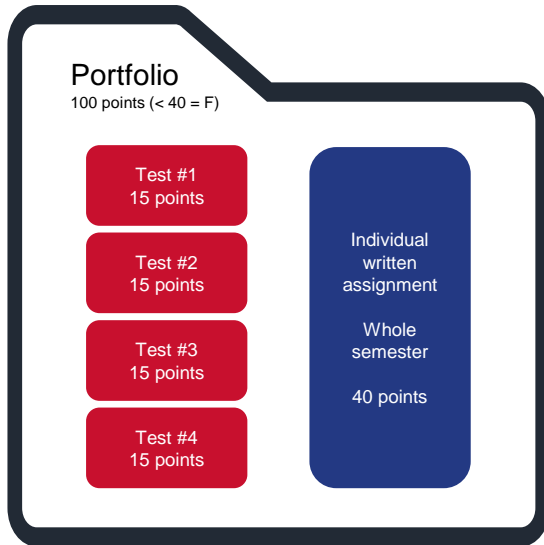 Portfolio
100 points (< 40 = F)
Test #1
15 points
Test #2
15 points
Test #3
15 points
Test #4
15 points
Individual
written
assignment
Whole
semester
40 points